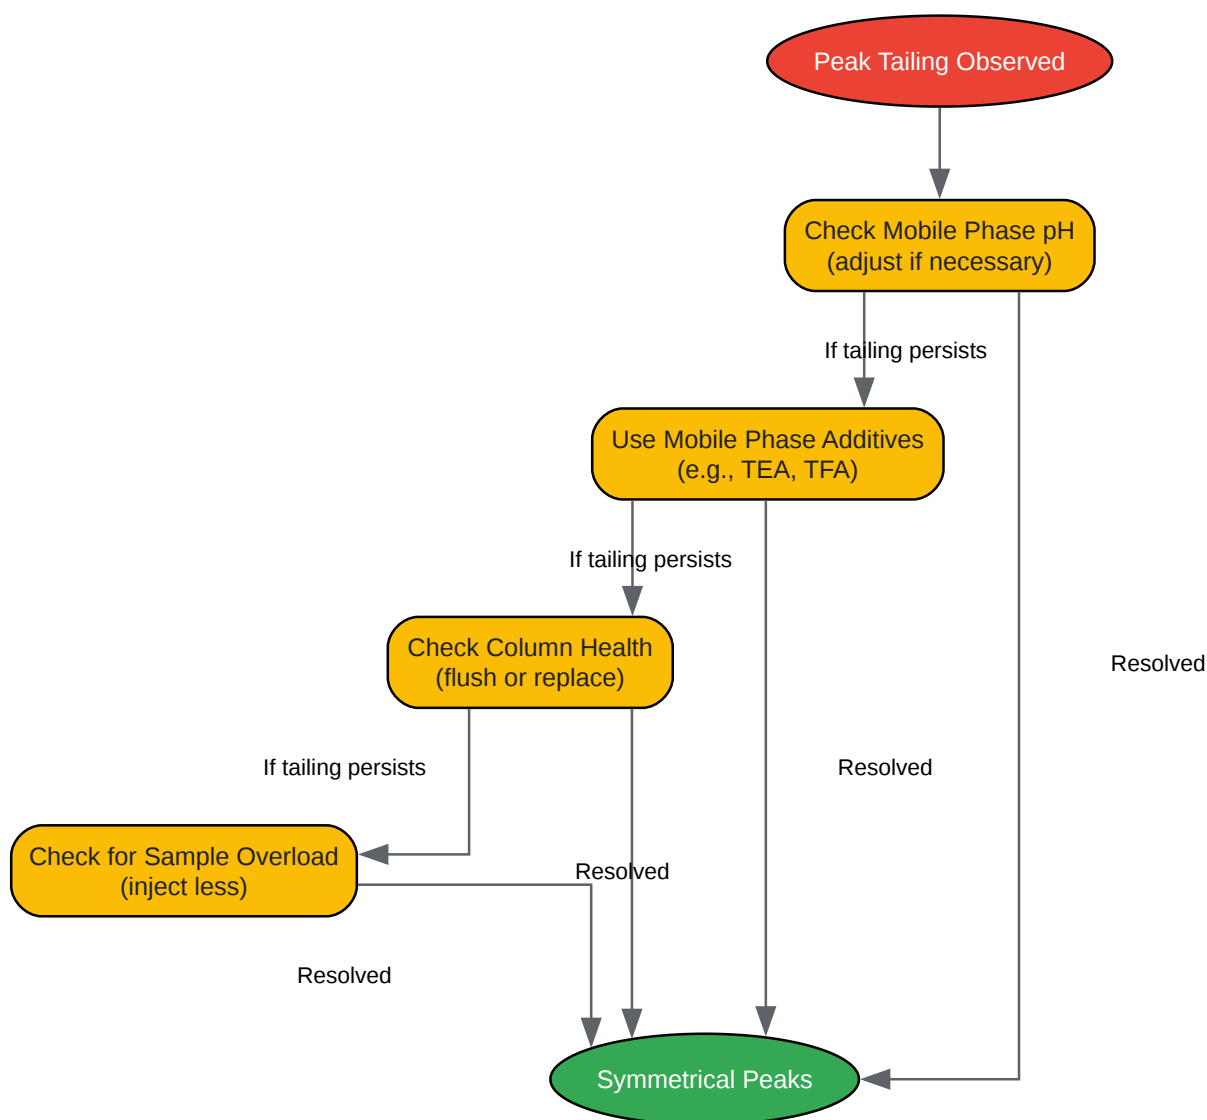 Peak Tailing Observed
Check Mobile Phase pH
(adjust if necessary)
If tailing persists
Use Mobile Phase Additives
(e.g., TEA, TFA)
If tailing persists
Check Column Health
(flush or replace)
Resolved
If tailing persists
Resolved
Check for Sample Overload
(inject less)
Resolved
Resolved
Symmetrical Peaks